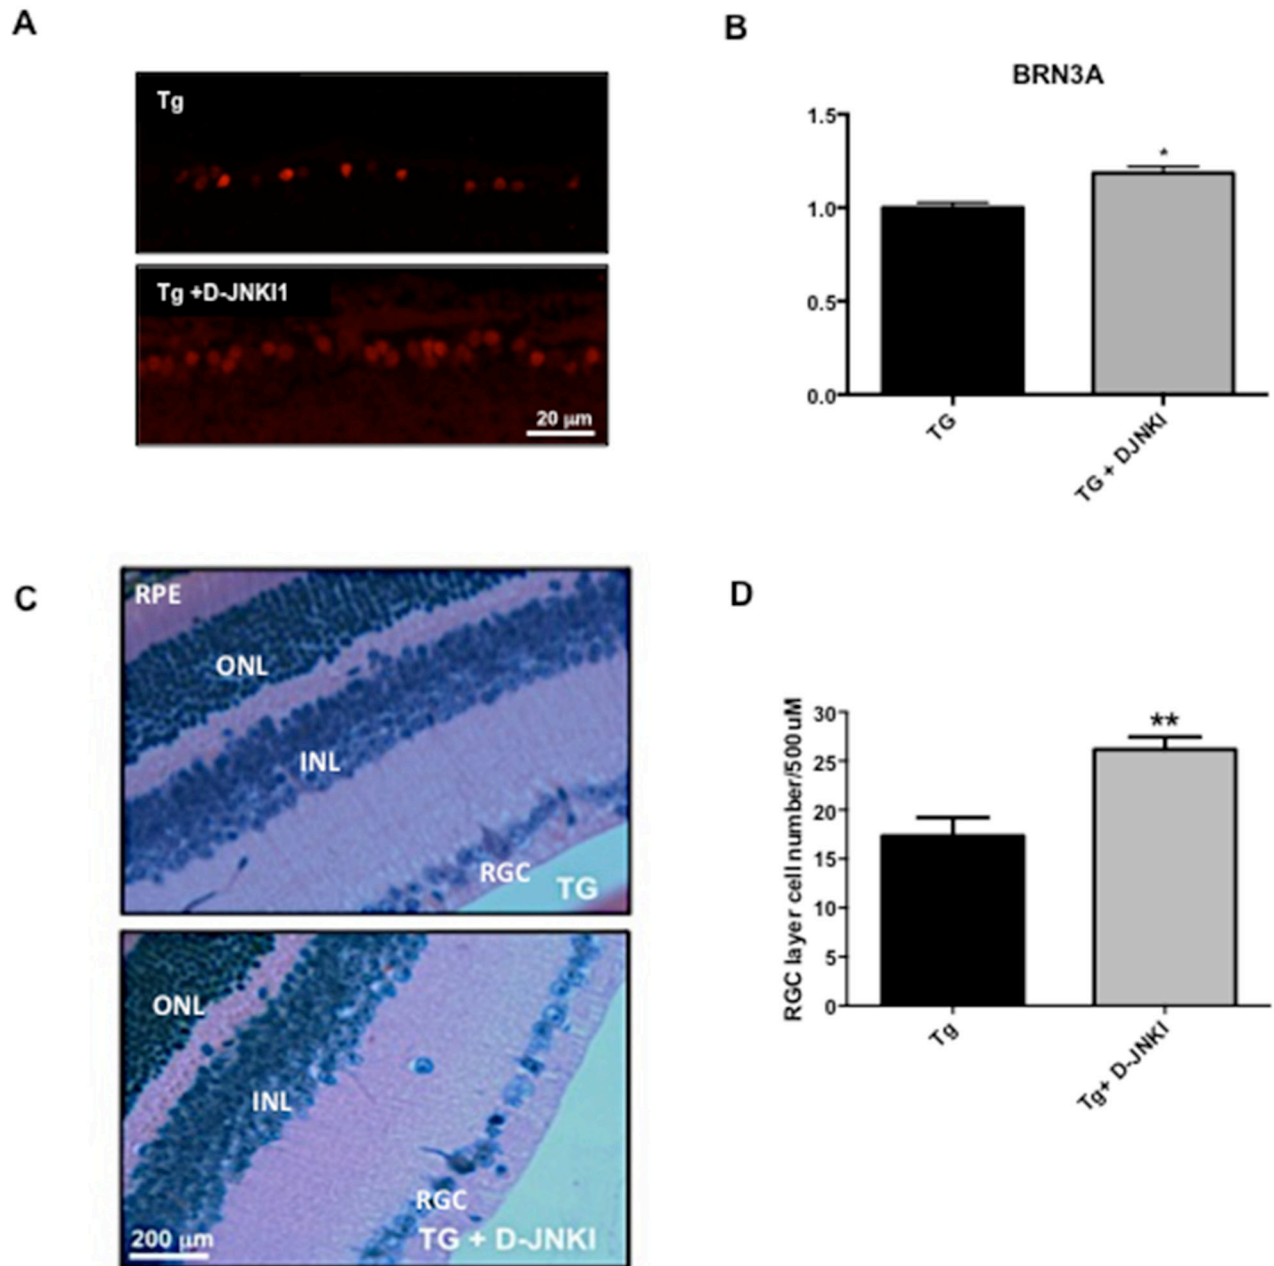 A
Tg
Tg +D-JNKI1
20 µm
B
BRN3A
1.5
1.0
0.5
0.0
TG
TG + DJNKI
*
C
RPE
ONL
INL
RGC
TG
ONL
INL
RGC
200 µm
TG + D-JNKI
D
RGC layer cell number/500uM
30
25
20
15
10
5
0
**
Tg
Tg+ D-JNKI